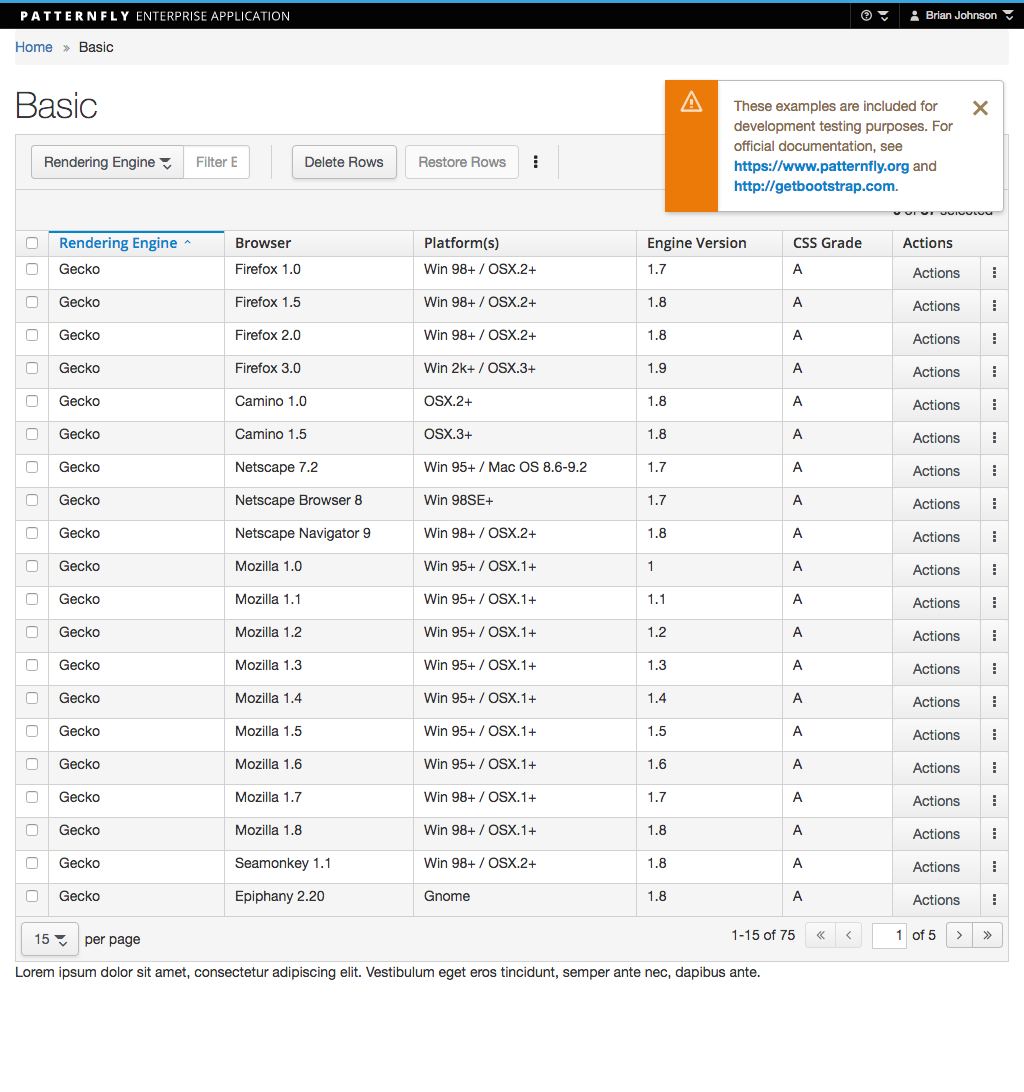 PATTERNFLY ENTERPRISE APPLICATION Brian Johnson
Home » Basic
Basic
These examples are included for
development testing purposes. For
official documentation, see
https://www.patternfly.org and
http://getbootstrap.com.
Rendering Engine Filter E Delete Rows Restore Rows
selected
Rendering Engine Browser Platform(s) Engine Version CSS Grade Actions
Gecko Firefox 1.0 Win 98+ / OSX.2+ 1.7 A Actions
Gecko Firefox 1.5 Win 98+ / OSX.2+ 1.8 A Actions
Gecko Firefox 2.0 Win 98+ / OSX.2+ 1.8 A Actions
Gecko Firefox 3.0 Win 2k+ / OSX.3+ 1.9 A Actions
Gecko Camino 1.0 OSX.2+ 1.8 A Actions
Gecko Camino 1.5 OSX.3+ 1.8 A Actions
Gecko Netscape 7.2 Win 95+ / Mac OS 8.6-9.2 1.7 A Actions
Gecko Netscape Browser 8 Win 98SE+ 1.7 A Actions
Gecko Netscape Navigator 9 Win 98+ / OSX.2+ 1.8 A Actions
Gecko Mozilla 1.0 Win 95+ / OSX.1+ 1 A Actions
Gecko Mozilla 1.1 Win 95+ / OSX.1+ 1.1 A Actions
Gecko Mozilla 1.2 Win 95+ / OSX.1+ 1.2 A Actions
Gecko Mozilla 1.3 Win 95+ / OSX.1+ 1.3 A Actions
Gecko Mozilla 1.4 Win 95+ / OSX.1+ 1.4 A Actions
Gecko Mozilla 1.5 Win 95+ / OSX.1+ 1.5 A Actions
Gecko Mozilla 1.6 Win 95+ / OSX.1+ 1.6 A Actions
Gecko Mozilla 1.7 Win 98+ / OSX.1+ 1.7 A Actions
Gecko Mozilla 1.8 Win 98+ / OSX.1+ 1.8 A Actions
Gecko Seamonkey 1.1 Win 98+ / OSX.2+ 1.8 A Actions
Gecko Epiphany 2.20 Gnome 1.8 A Actions
15 per page 1-15 of 75 « ‹ 1 of 5 › »
Lorem ipsum dolor sit amet, consectetur adipiscing elit. Vestibulum eget eros tincidunt, semper ante nec, dapibus ante.